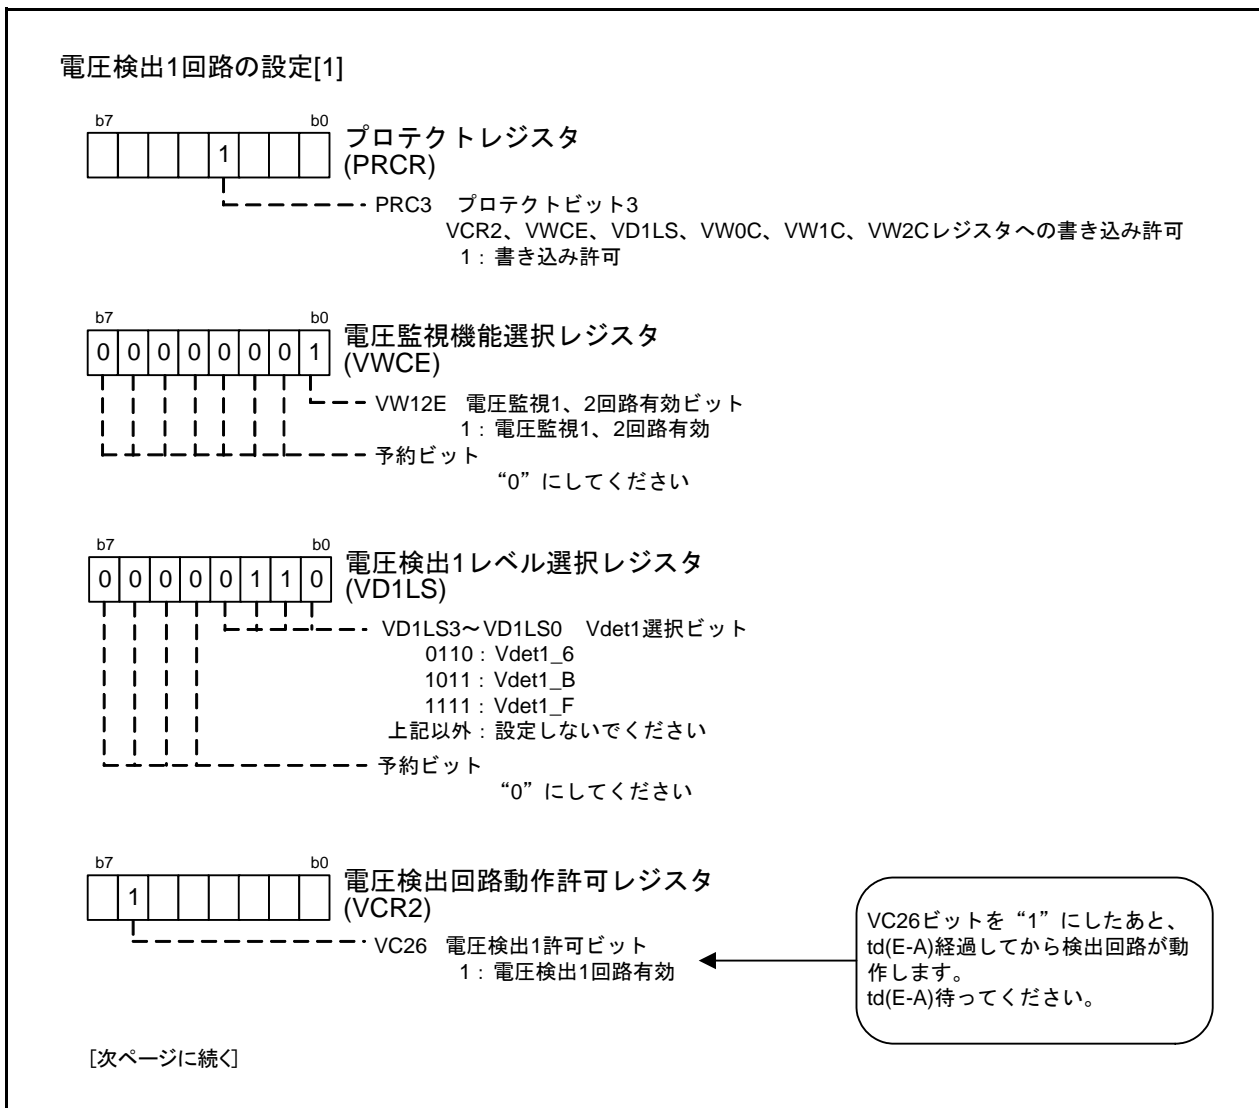 電圧検出1回路の設定[1]
b7 b0
1
プロテクトレジスタ
(PRCR)
PRC3 プロテクトビット3
VCR2、VWCE、VD1LS、VW0C、VW1C、VW2Cレジスタへの書き込み許可
1：書き込み許可
b7 b0
0 0 0 0 0 0 0 1
電圧監視機能選択レジスタ
(VWCE)
VW12E 電圧監視1、2回路有効ビット
1：電圧監視1、2回路有効
予約ビット
“0”にしてください
b7 b0
0 0 0 0 0 1 1 0
電圧検出1レベル選択レジスタ
(VD1LS)
VD1LS3～VD1LS0 Vdet1選択ビット
0110：Vdet1_6
1011：Vdet1_B
1111：Vdet1_F
上記以外：設定しないでください
予約ビット
“0”にしてください
b7 b0
1
電圧検出回路動作許可レジスタ
(VCR2)
VC26 電圧検出1許可ビット
1：電圧検出1回路有効
VC26ビットを“1”にしたあと、
td(E-A)経過してから検出回路が動
作します。
td(E-A)待ってください。
[次ページに続く]